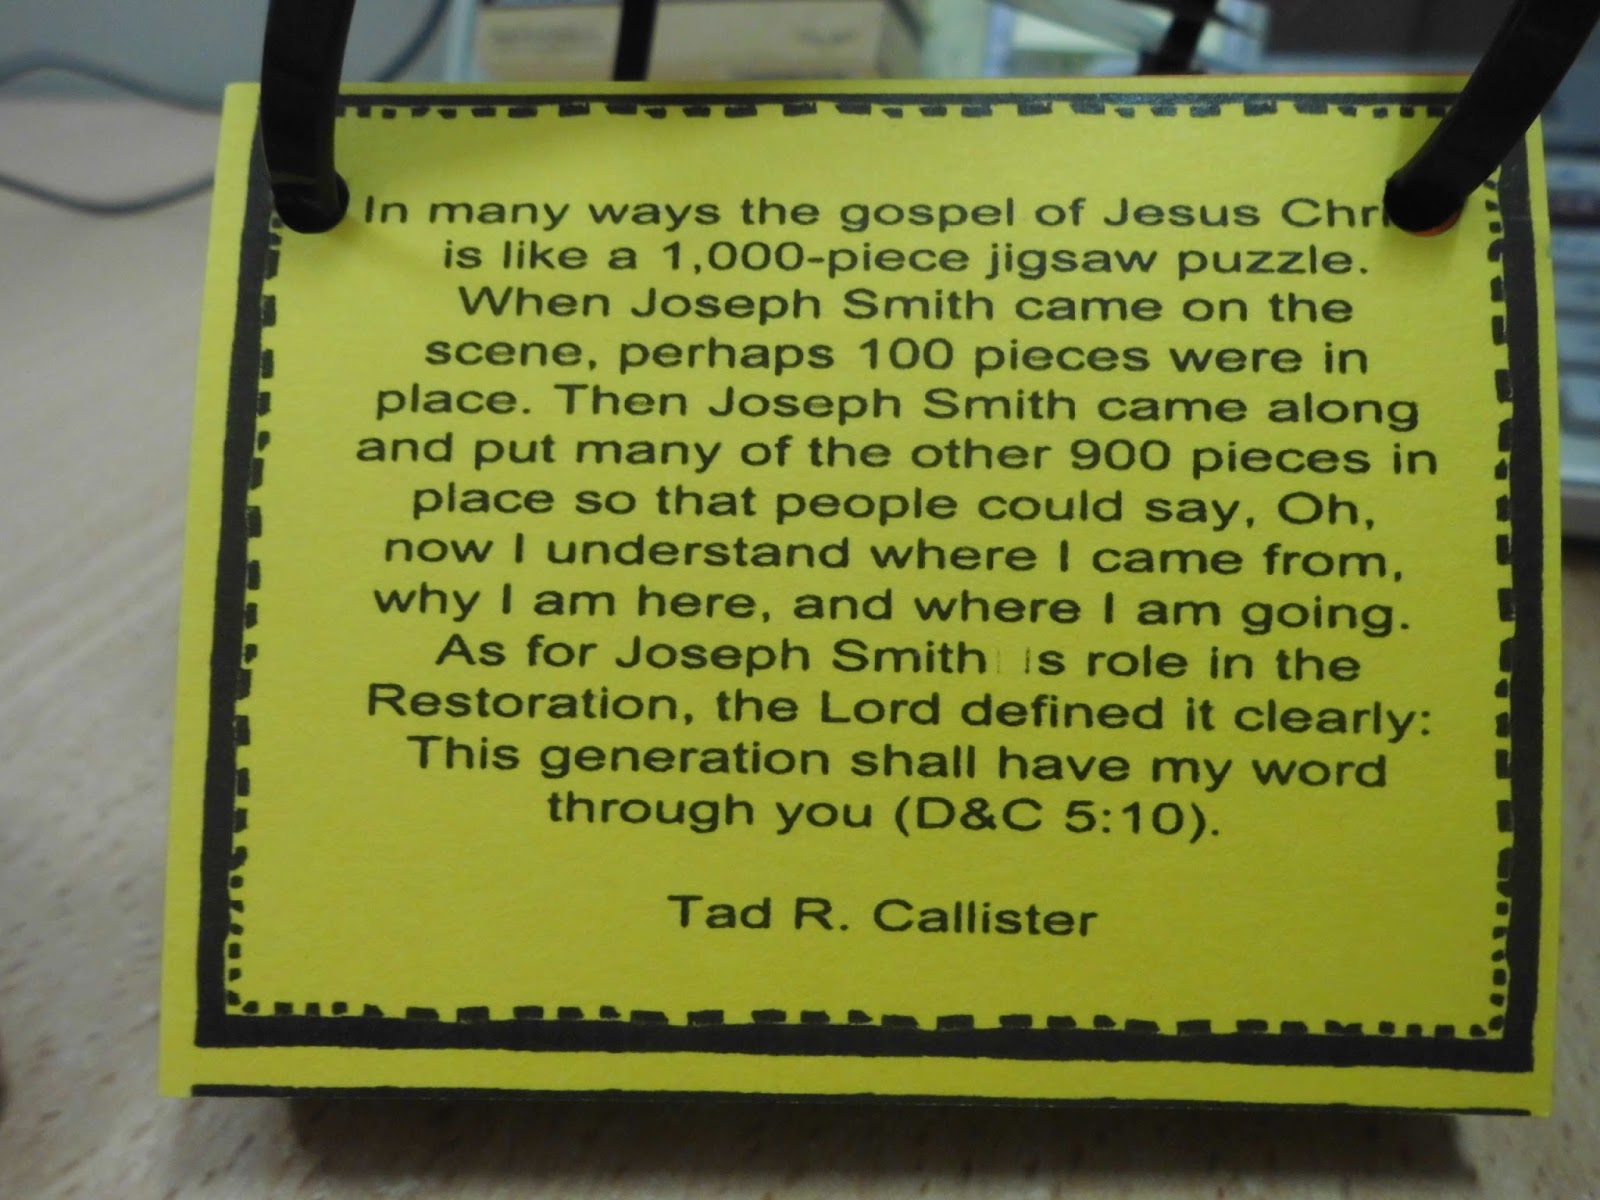 In many ways the gospel of Jesus Chri
is like a 1,000-piece jigsaw puzzle.
When Joseph Smith came on the
scene, perhaps 100 pieces were in
place. Then Joseph Smith came along
and put many of the other 900 pieces in
place so that people could say, Oh,
now I understand where I came from,
why I am here, and where I am going.
As for Joseph Smith s role in the
Restoration, the Lord defined it clearly:
This generation shall have my word
through you (D&C 5:10).
Tad R. Callister